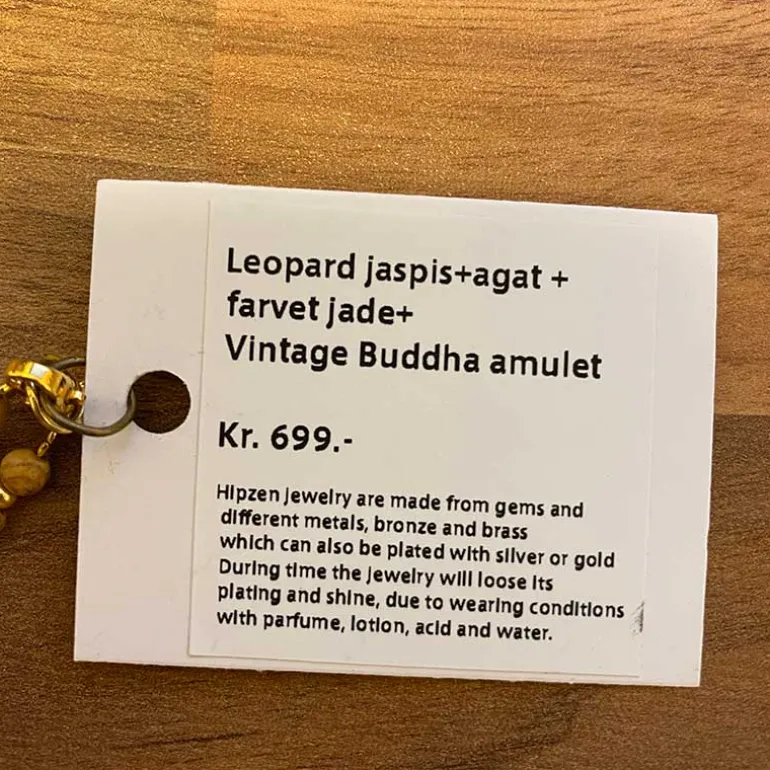 Leopard jaspis+agat +
farvet jade+
Vintage Buddha amulet
Kr. 699.-
Hipzen jewelry are made from gems and
different metals, bronze and brass
which can also be plated with silver or gold
During time the jewelry will loose its
plating and shine, due to wearing conditions
with parfume, lotion, acid and water.